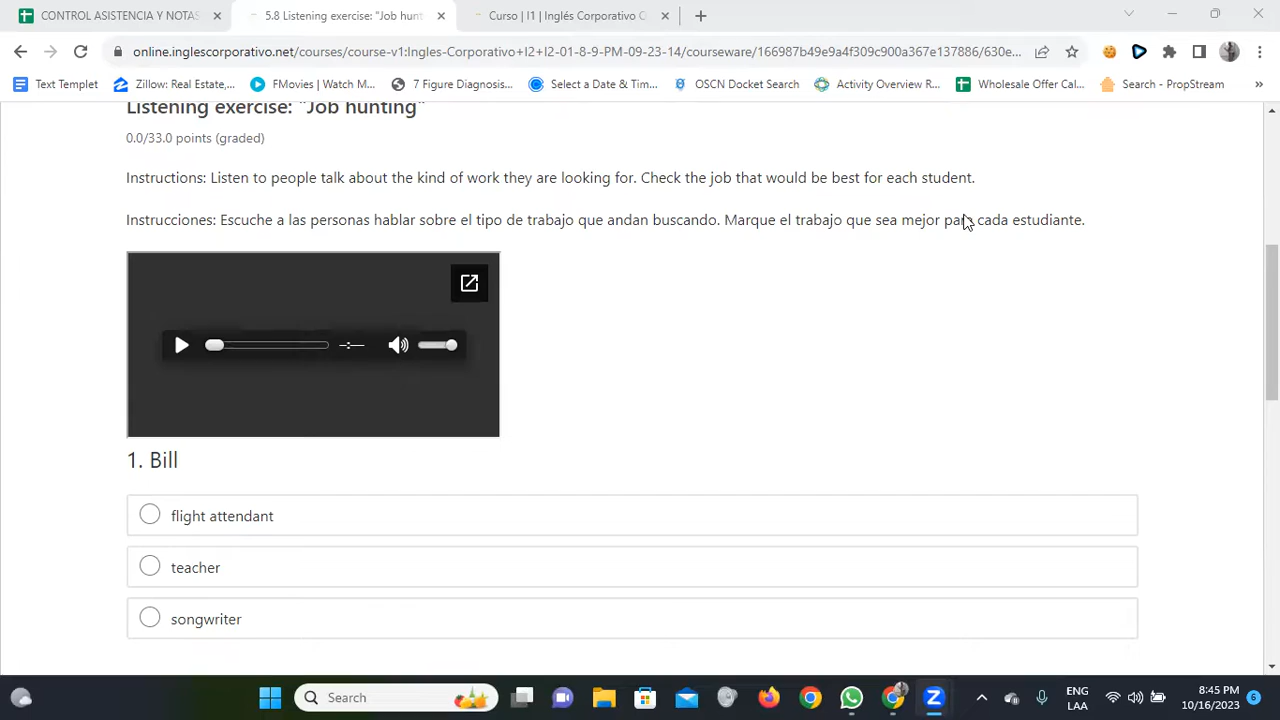 CONTROL ASISTENCIA Y NOTAS
5.8 Listening exercise: "Job hunt
Curso | I1 | Inglés Corporativo O
online.inglescorporativo.net/courses/course-v1:Ingles-Corporativo+I2+I2-01-8-9-PM-09-23-14/courseware/166987b49e9a4f309c900a367e137886/630e...
Text Templet
Zillow: Real Estate,...
FMovies | Watch M...
7 Figure Diagnosis...
Select a Date & Tim...
OSCN Docket Search
Activity Overview R...
Wholesale Offer Cal...
Search - PropStream
»
Listening exercise: "Job hunting"
0.0/33.0 points (graded)
Instructions: Listen to people talk about the kind of work they are looking for. Check the job that would be best for each student.
Instrucciones: Escuche a las personas hablar sobre el tipo de trabajo que andan buscando. Marque el trabajo que sea mejor para cada estudiante.
-:--
1. Bill
flight attendant
teacher
songwriter
Search
ENG
LAA
8:45 PM
10/16/2023
6